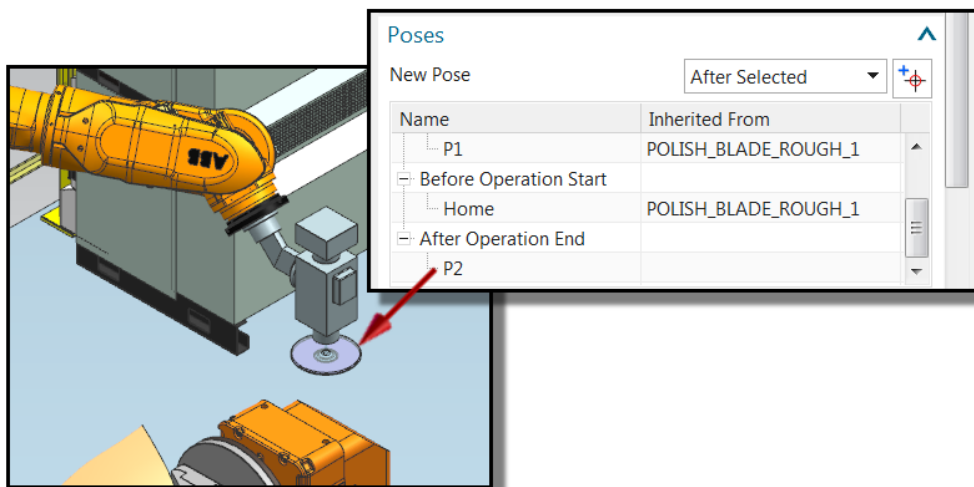 Poses
New Pose After Selected
Name Inherited From
P1 POLISH_BLADE_ROUGH_1
Before Operation Start
Home POLISH_BLADE_ROUGH_1
After Operation End
P2
ABB